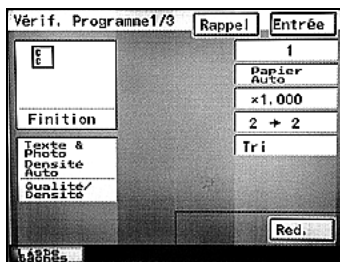 Vérif. Programme1/3
Rappel
Entrée
C
C
1
Papier
Auto
×1,000
Finition
2 → 2
Texte &
Photo
Densité
Auto
Tri
Qualité/
Densité
Red.